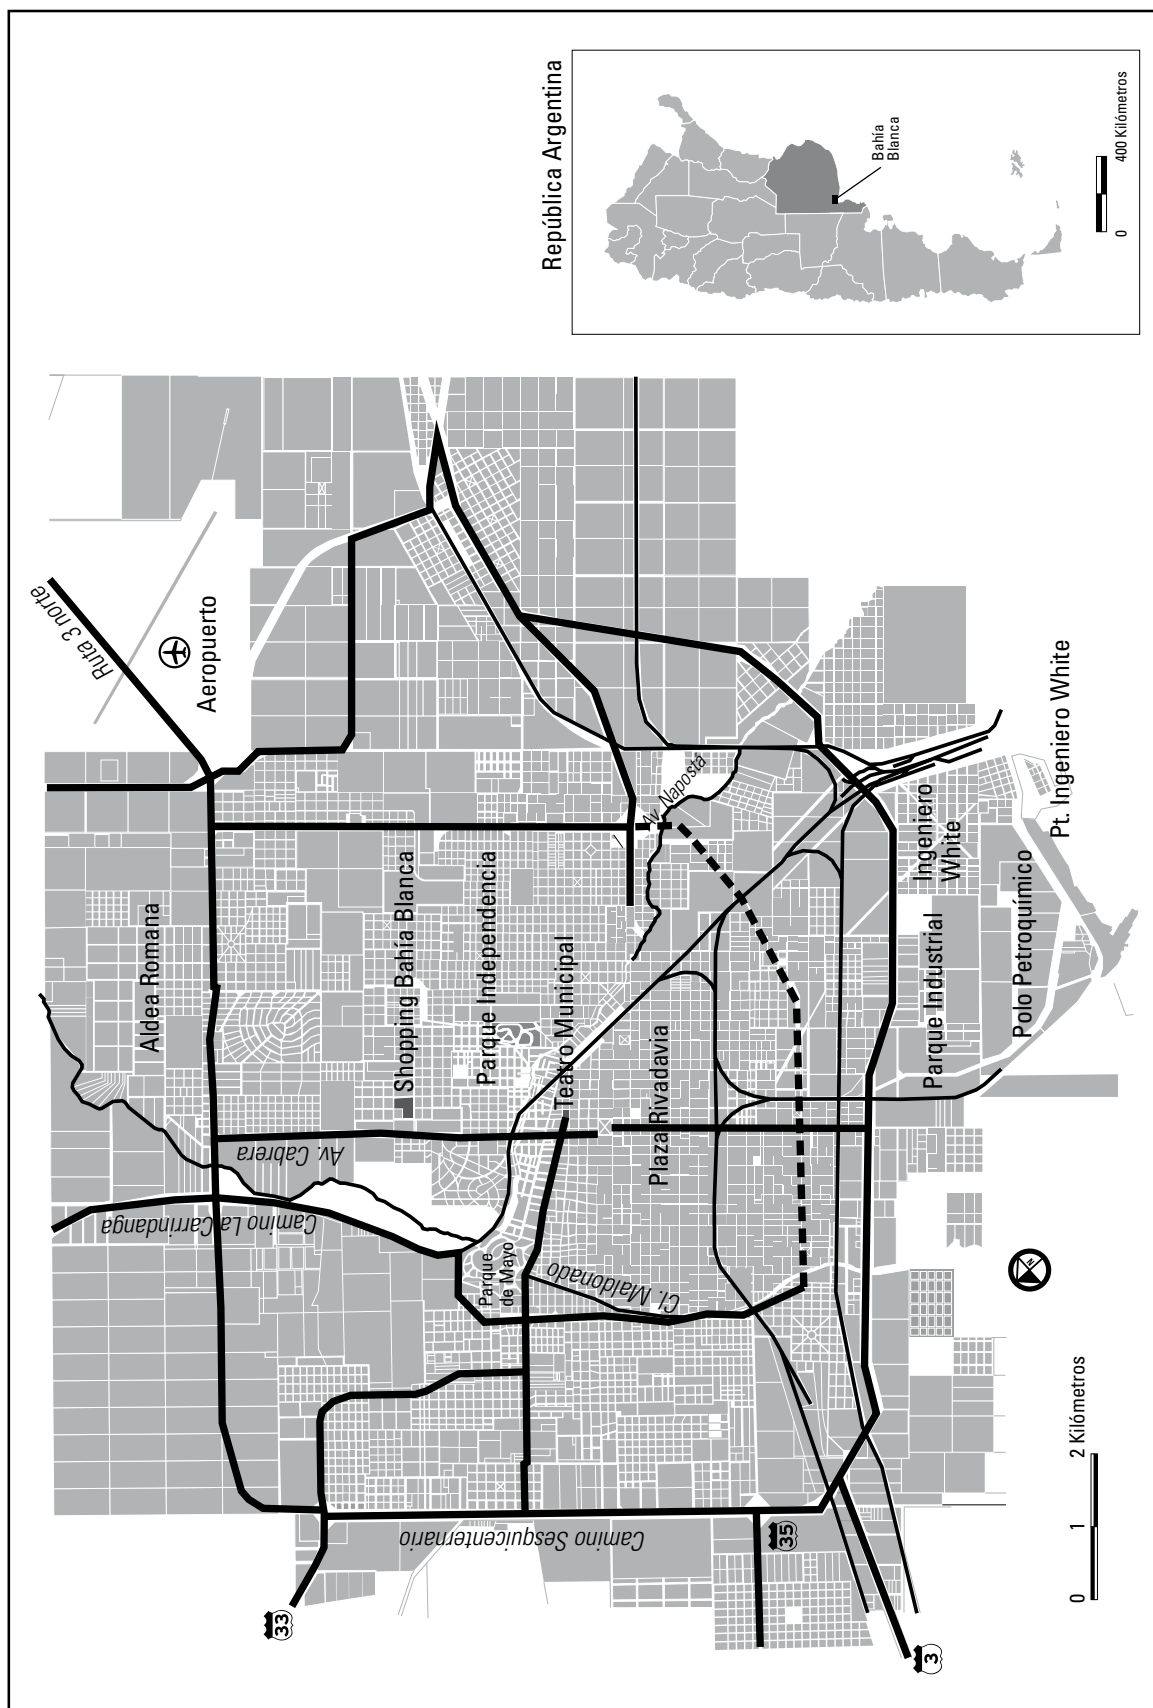 República Argentina
Bahía
Blanca
0
400 Kilómetros
Ruta 3 norte
Aeropuerto
Aldea Romana
Shopping Bahía Blanca
Parque Independencia
Teatro Municipal
Plaza Rivadavia
Av. Naposta
Av. Cabrera
Camino La Carrindanga
Parque
de Mayo
Cf. Maldonado
Camino Sesquicenternario
Ingeniero
White
Parque Industrial
Polo Petroquímico
Pt. Ingeniero White
33
35
3
N
0
1
2 Kilómetros